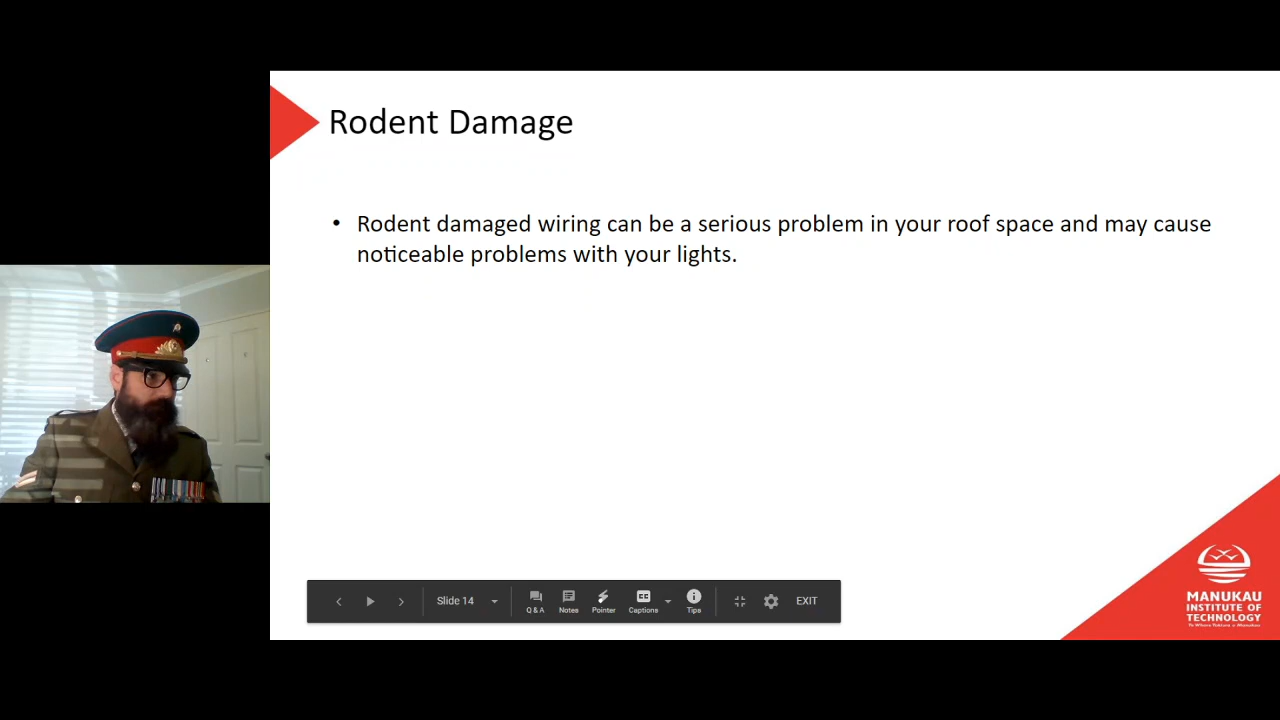 Rodent Damage
• Rodent damaged wiring can be a serious problem in your roof space and may cause
noticeable problems with your lights.
Slide 14
Q & A
Notes
Pointer
Captions
Tips
EXIT
MANUKAU
INSTITUTE OF
TECHNOLOGY